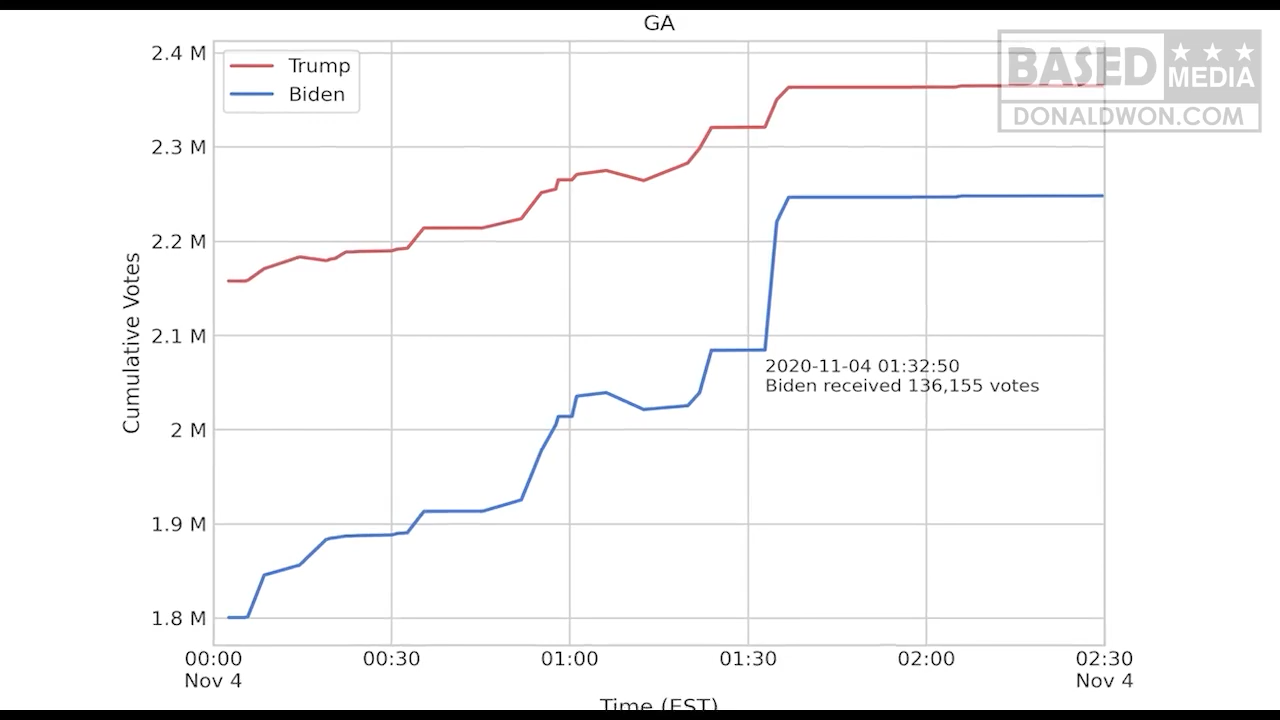 GA
BASED
MEDIA
DONALDWON.COM
Trump
Biden
2.4 M
2.3 M
2.2 M
2.1 M
2 M
1.9 M
1.8 M
Cumulative Votes
2020-11-04 01:32:50
Biden received 136,155 votes
00:00 00:30 01:00 01:30 02:00 02:30
Nov 4 Nov 4
Time (EST)